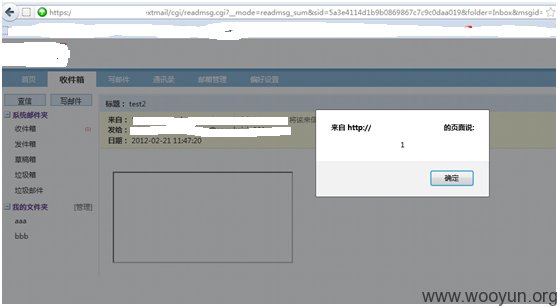 https:/ extmail/cgi/readmsg.cgi?__mode=readmsg_sum&sid=5a3e4114d1b9b0869867c7c9c0daa019&folder=Inbox&msgid=
首页 收件箱 写邮件 通讯录 邮箱管理 偏好设置
查信 写邮件
标题： test2
系统邮件夹
来自：
收件箱 (1)
发给：
发件箱
日期： 2012-02-21 11:47:20
草稿箱
垃圾箱
垃圾邮件
我的文件夹 [管理]
aaa
bbb
来自 http:// 的页面说:
1
确定
www.wooyun.org